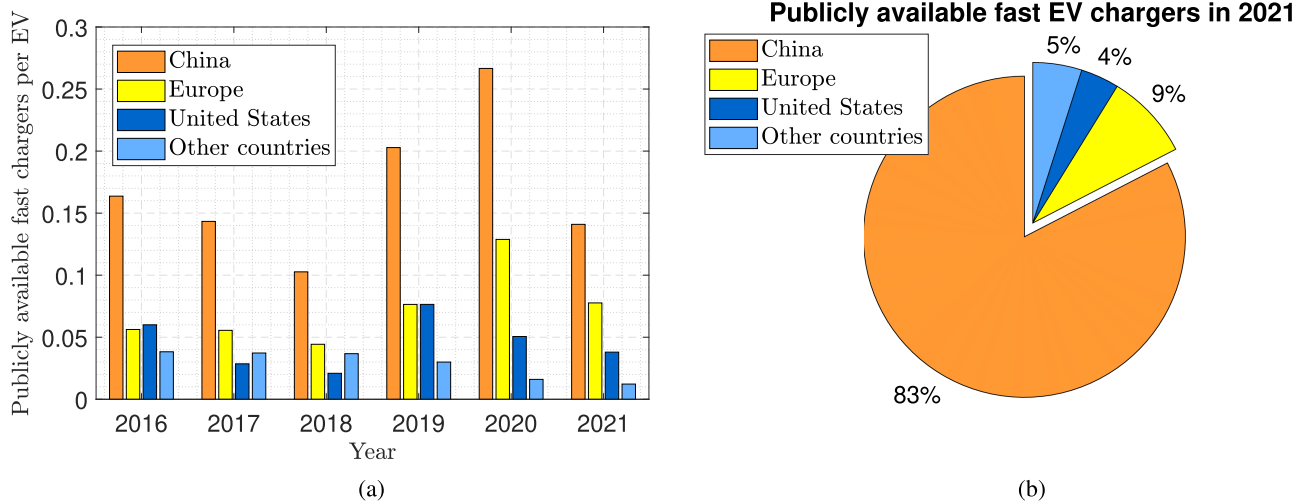 Publicly available fast chargers per EV
0.3
0.25
0.2
0.15
0.1
0.05
0
China
Europe
United States
Other countries
2016 2017 2018 2019 2020 2021
Year
(a)
Publicly available fast EV chargers in 2021
China
Europe
United States
Other countries
5%
4%
9%
83%
(b)